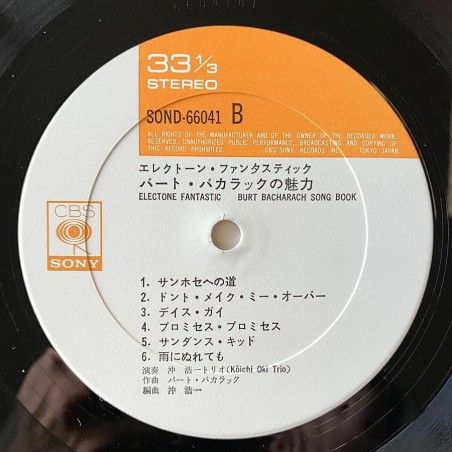 33 1/3
STEREO
SOND-66041 B
ALL RIGHTS OF THE MANUFACTURER AND OF THE OWNER OF THE RECORDED WORK
RESERVED. UNAUTHORIZED PUBLIC PERFORMANCE, BROADCASTING AND COPYING OF
THIS RECORD PROHIBITED. CBS/SONY RECORDS INC. TOKYO JAPAN.
エレクトーン・ファンタスティック
バート・バカラックの魅力
ELECTONE FANTASTIC BURT BACHARACH SONG BOOK
CBS
SONY
1. サンホセへの道
2. ドント・メイク・ミー・オーバー
3. ディス・ガイ
4. プロミセス・プロミセス
5. サンダンス・キッド
6. 雨にぬれても
演奏 沖 浩一トリオ(Kōichi Oki Trio)
作曲 バート・バカラック
編曲 沖 浩一